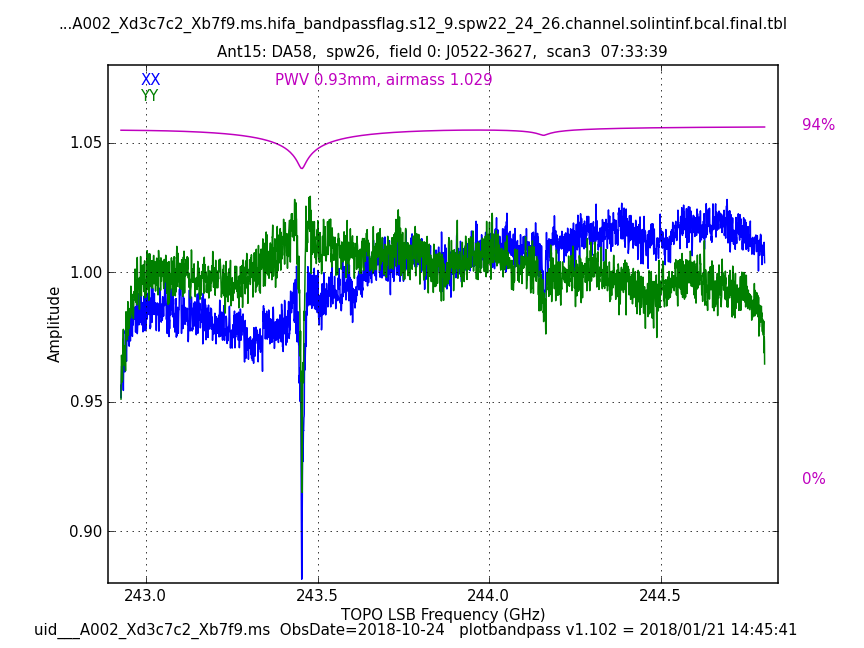 ...A002_Xd3c7c2_Xb7f9.ms.hifa_bandpassflag.s12_9.spw22_24_26.channel.solintinf.bcal.final.tbl
Ant15: DA58,  spw26,  field 0: J0522-3627,  scan3  07:33:39
XX
PWV 0.93mm, airmass 1.029
YY
94%
1.05
1.00
Amplitude
0.95
0%
0.90
243.0
243.5
244.0
244.5
TOPO LSB Frequency (GHz)
uid___A002_Xd3c7c2_Xb7f9.ms  ObsDate=2018-10-24   plotbandpass v1.102 = 2018/01/21 14:45:41